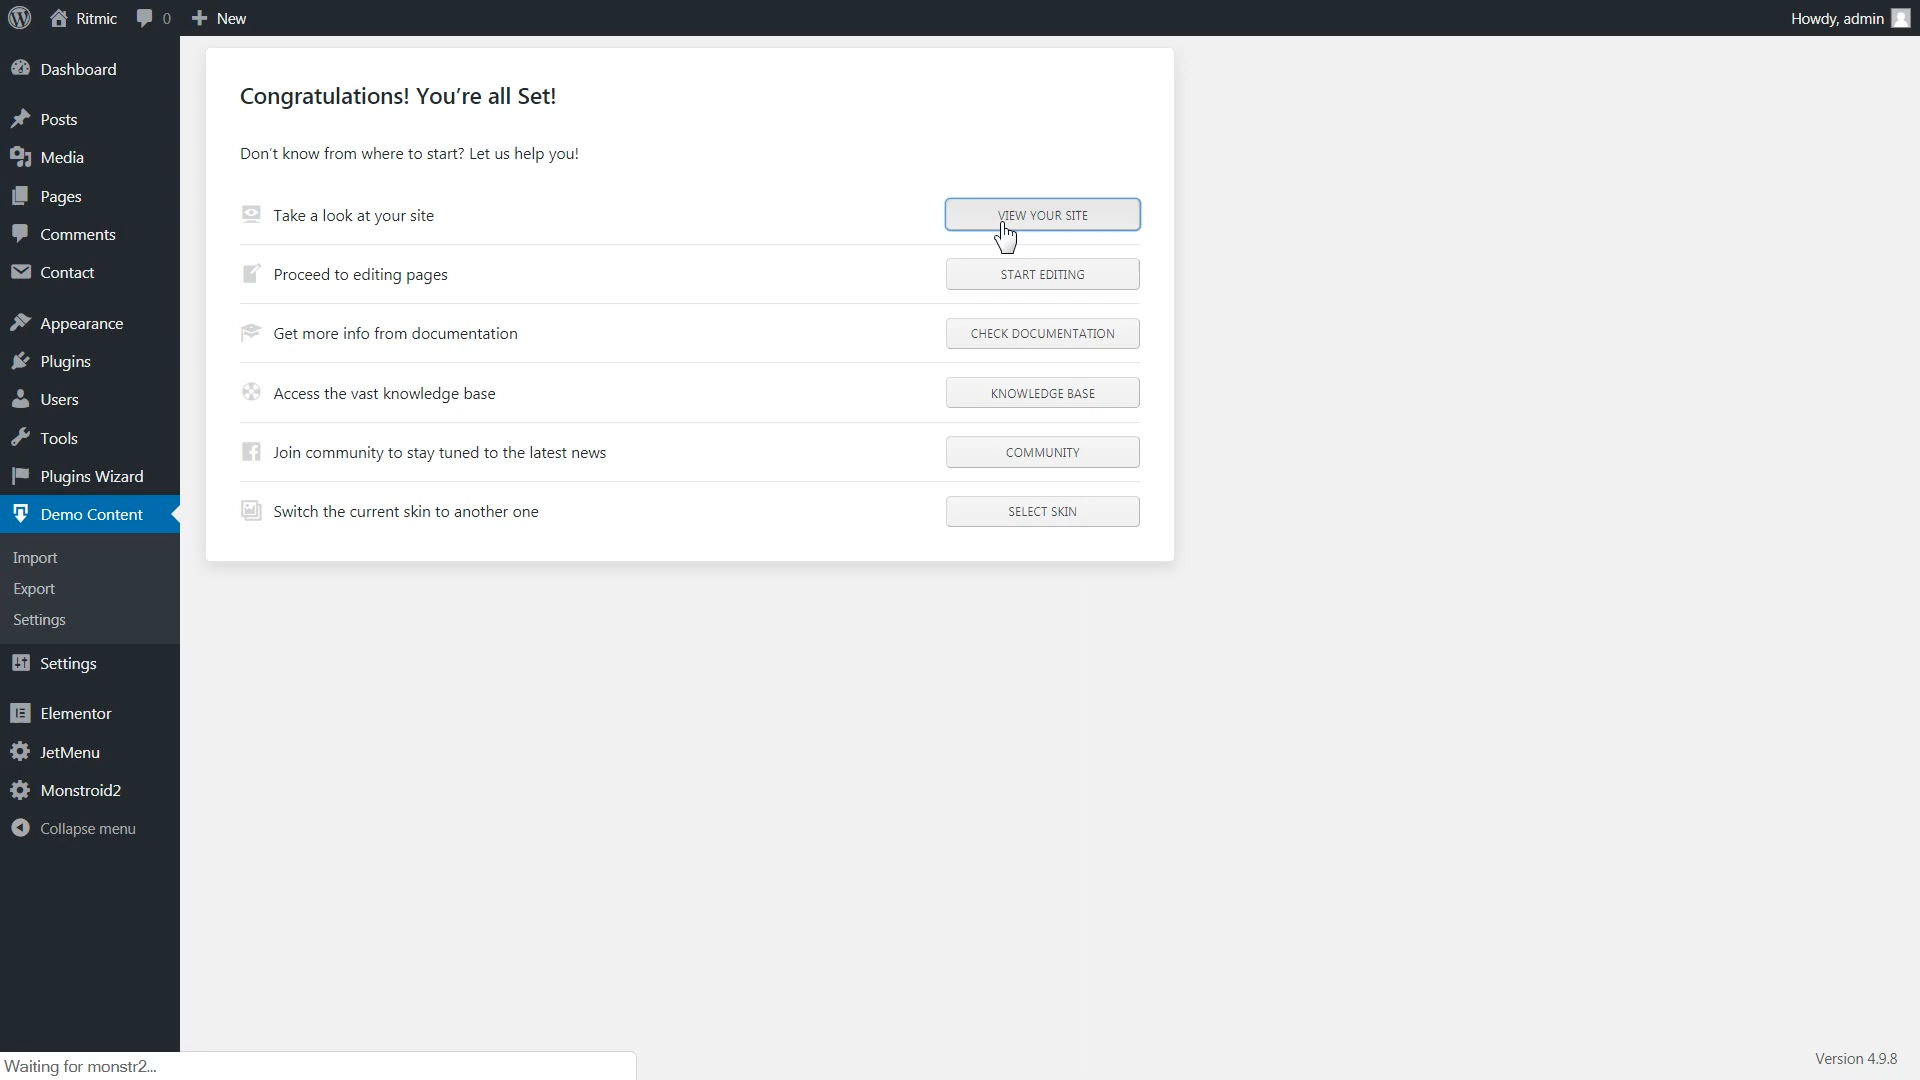 Ritmic 0 New Howdy, admin
Dashboard
Posts
Media
Pages
Comments
Contact
Appearance
Plugins
Users
Tools
Plugins Wizard
Demo Content
Import
Export
Settings
Settings
Elementor
JetMenu
Monstroid2
Collapse menu
Congratulations! You're all Set!
Don't know from where to start? Let us help you!
Take a look at your site VIEW YOUR SITE
Proceed to editing pages START EDITING
Get more info from documentation CHECK DOCUMENTATION
Access the vast knowledge base KNOWLEDGE BASE
Join community to stay tuned to the latest news COMMUNITY
Switch the current skin to another one SELECT SKIN
Waiting for monstr2...
Version 4.9.8